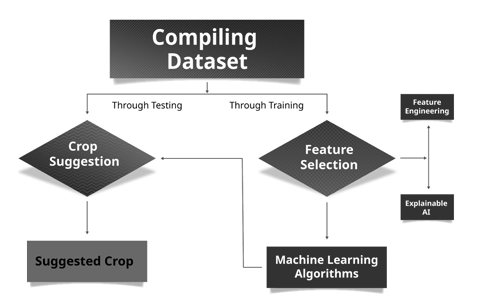 Compiling
Dataset
Through Testing
Through Training
Crop
Suggestion
Feature
Selection
Feature
Engineering
Explainable
AI
Suggested Crop
Machine Learning
Algorithms